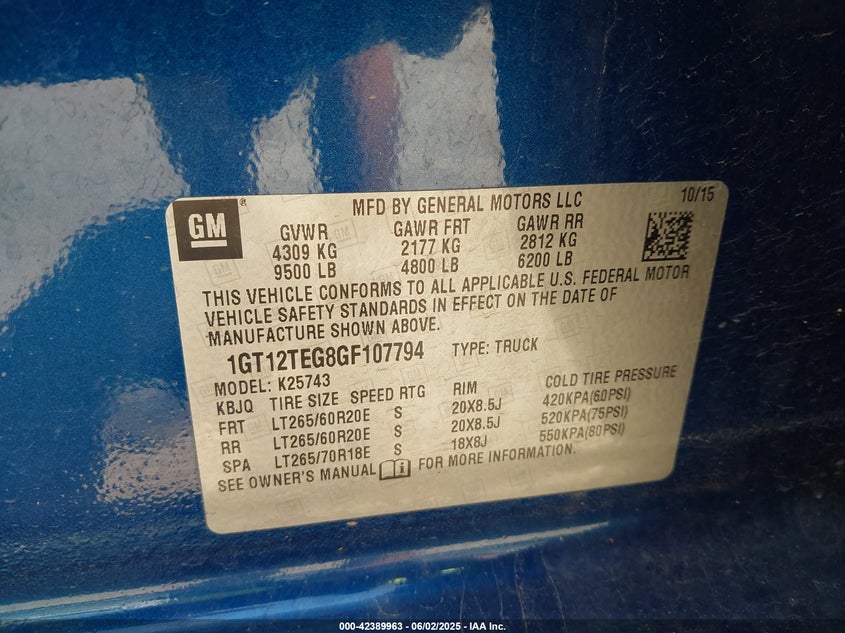 GM
MFD BY GENERAL MOTORS LLC 10/15
GVWR GAWR FRT GAWR RR
4309 KG 2177 KG 2812 KG
9500 LB 4800 LB 6200 LB
THIS VEHICLE CONFORMS TO ALL APPLICABLE U.S. FEDERAL MOTOR
VEHICLE SAFETY STANDARDS IN EFFECT ON THE DATE OF
MANUFACTURE SHOWN ABOVE.
1GT12TEG8GF107794 TYPE: TRUCK
MODEL: K25743
KBJQ TIRE SIZE SPEED RTG RIM COLD TIRE PRESSURE
FRT LT265/60R20E S 20X8.5J 420KPA(60PSI)
RR LT265/60R20E S 20X8.5J 520KPA(75PSI)
SPA LT265/70R18E S 18X8J 550KPA(80PSI)
SEE OWNER'S MANUAL FOR MORE INFORMATION.
000-42389963 - 06/02/2025 - IAA Inc.